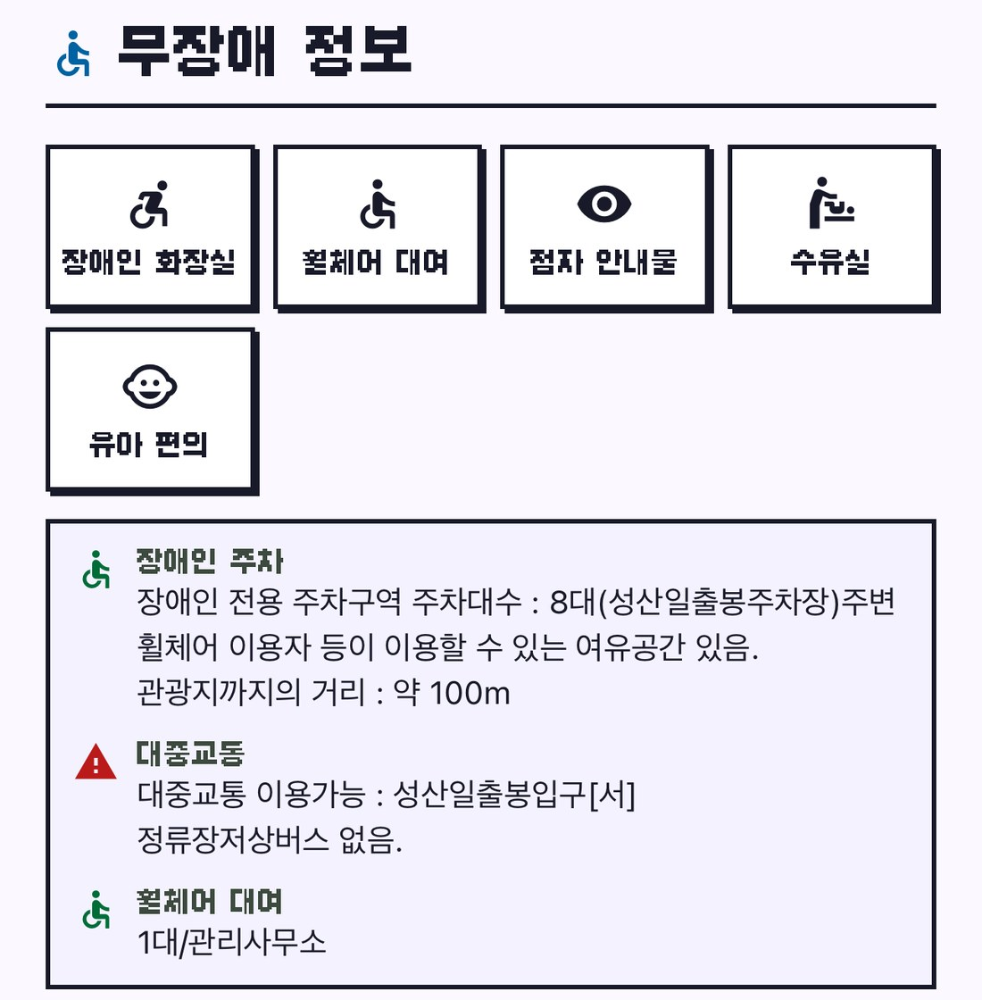 무장애 정보
장애인 화장실
휠체어 대여
점자 안내물
수유실
유아 편의
장애인 주차
장애인 전용 주차구역 주차대수 : 8대(성산일출봉주차장)주변
휠체어 이용자 등이 이용할 수 있는 여유공간 있음.
관광지까지의 거리 : 약 100m
대중교통
대중교통 이용가능 : 성산일출봉입구[서]
정류장저상버스 없음.
휠체어 대여
1대/관리사무소